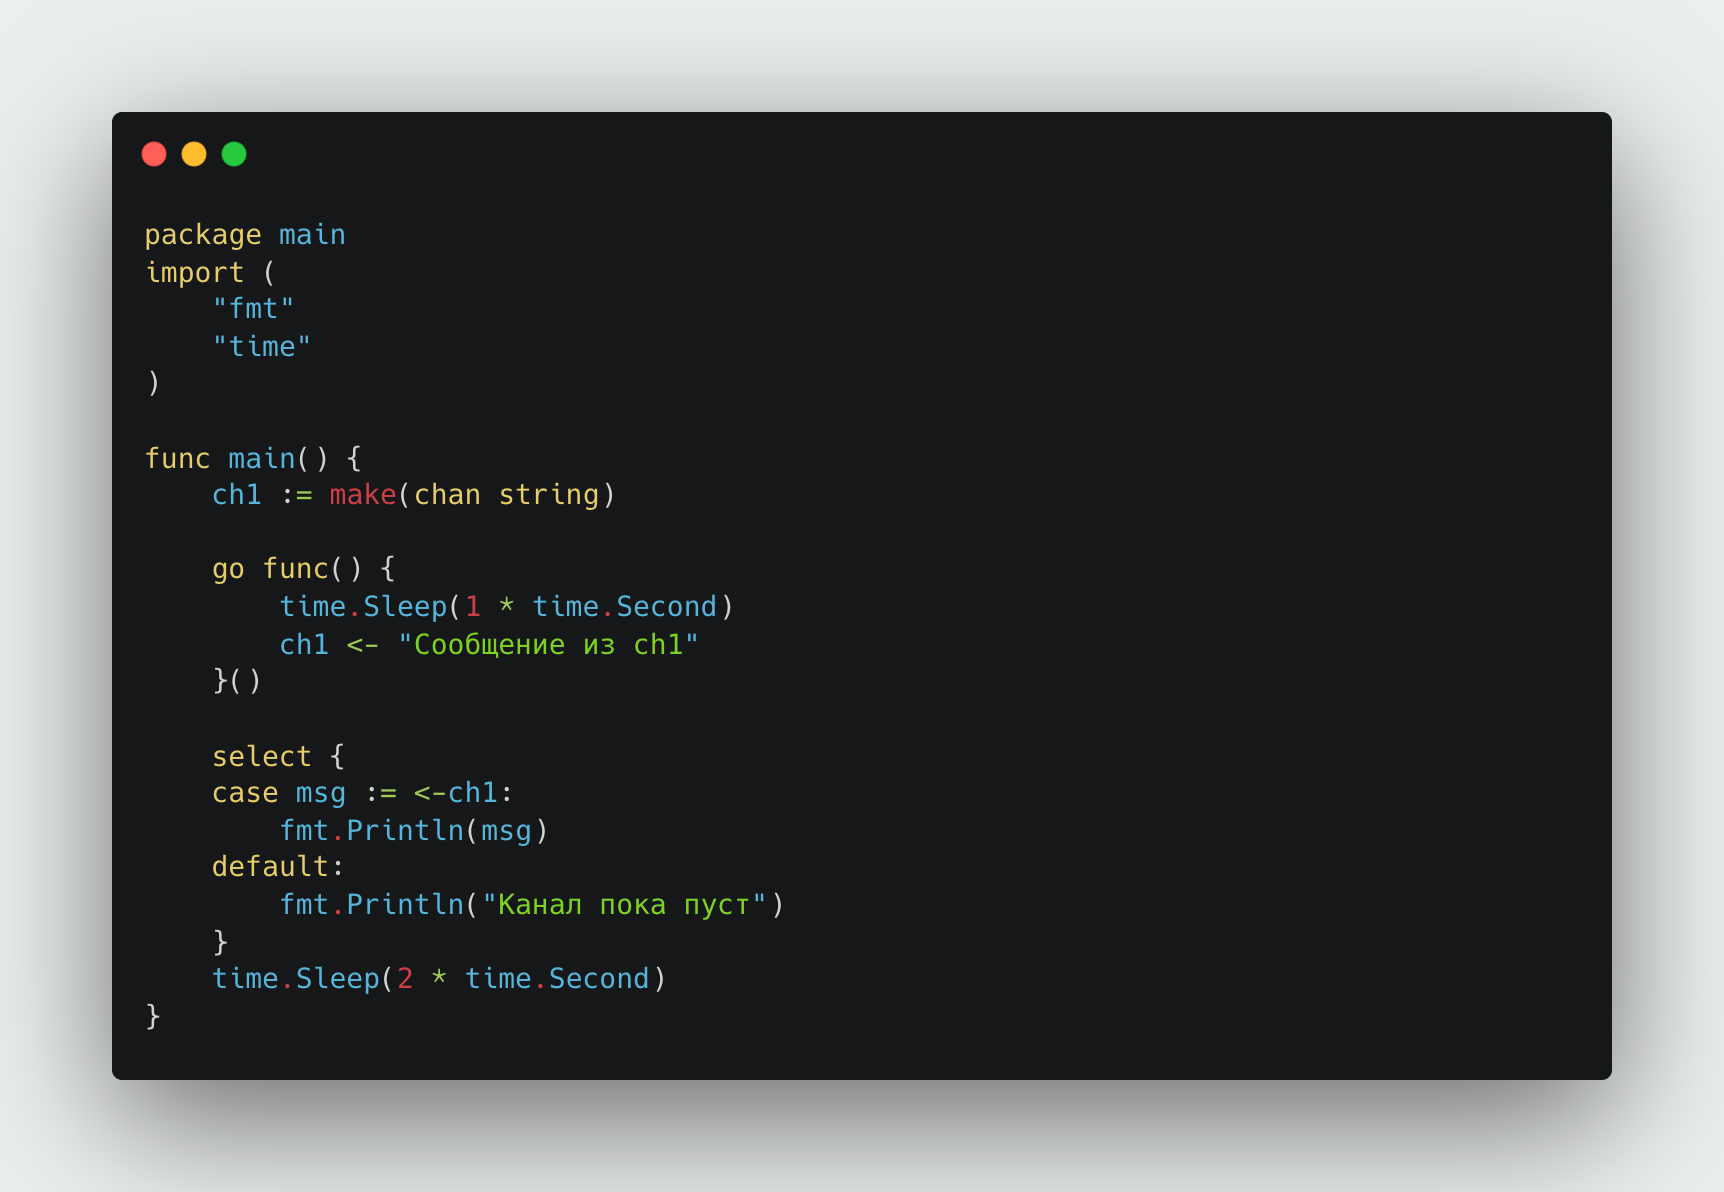 package main
import (
    "fmt"
    "time"
)

func main() {
    ch1 := make(chan string)

    go func() {
        time.Sleep(1 * time.Second)
        ch1 <- "Сообщение из ch1"
    }()

    select {
    case msg := <-ch1:
        fmt.Println(msg)
    default:
        fmt.Println("Канал пока пуст")
    }
    time.Sleep(2 * time.Second)
}